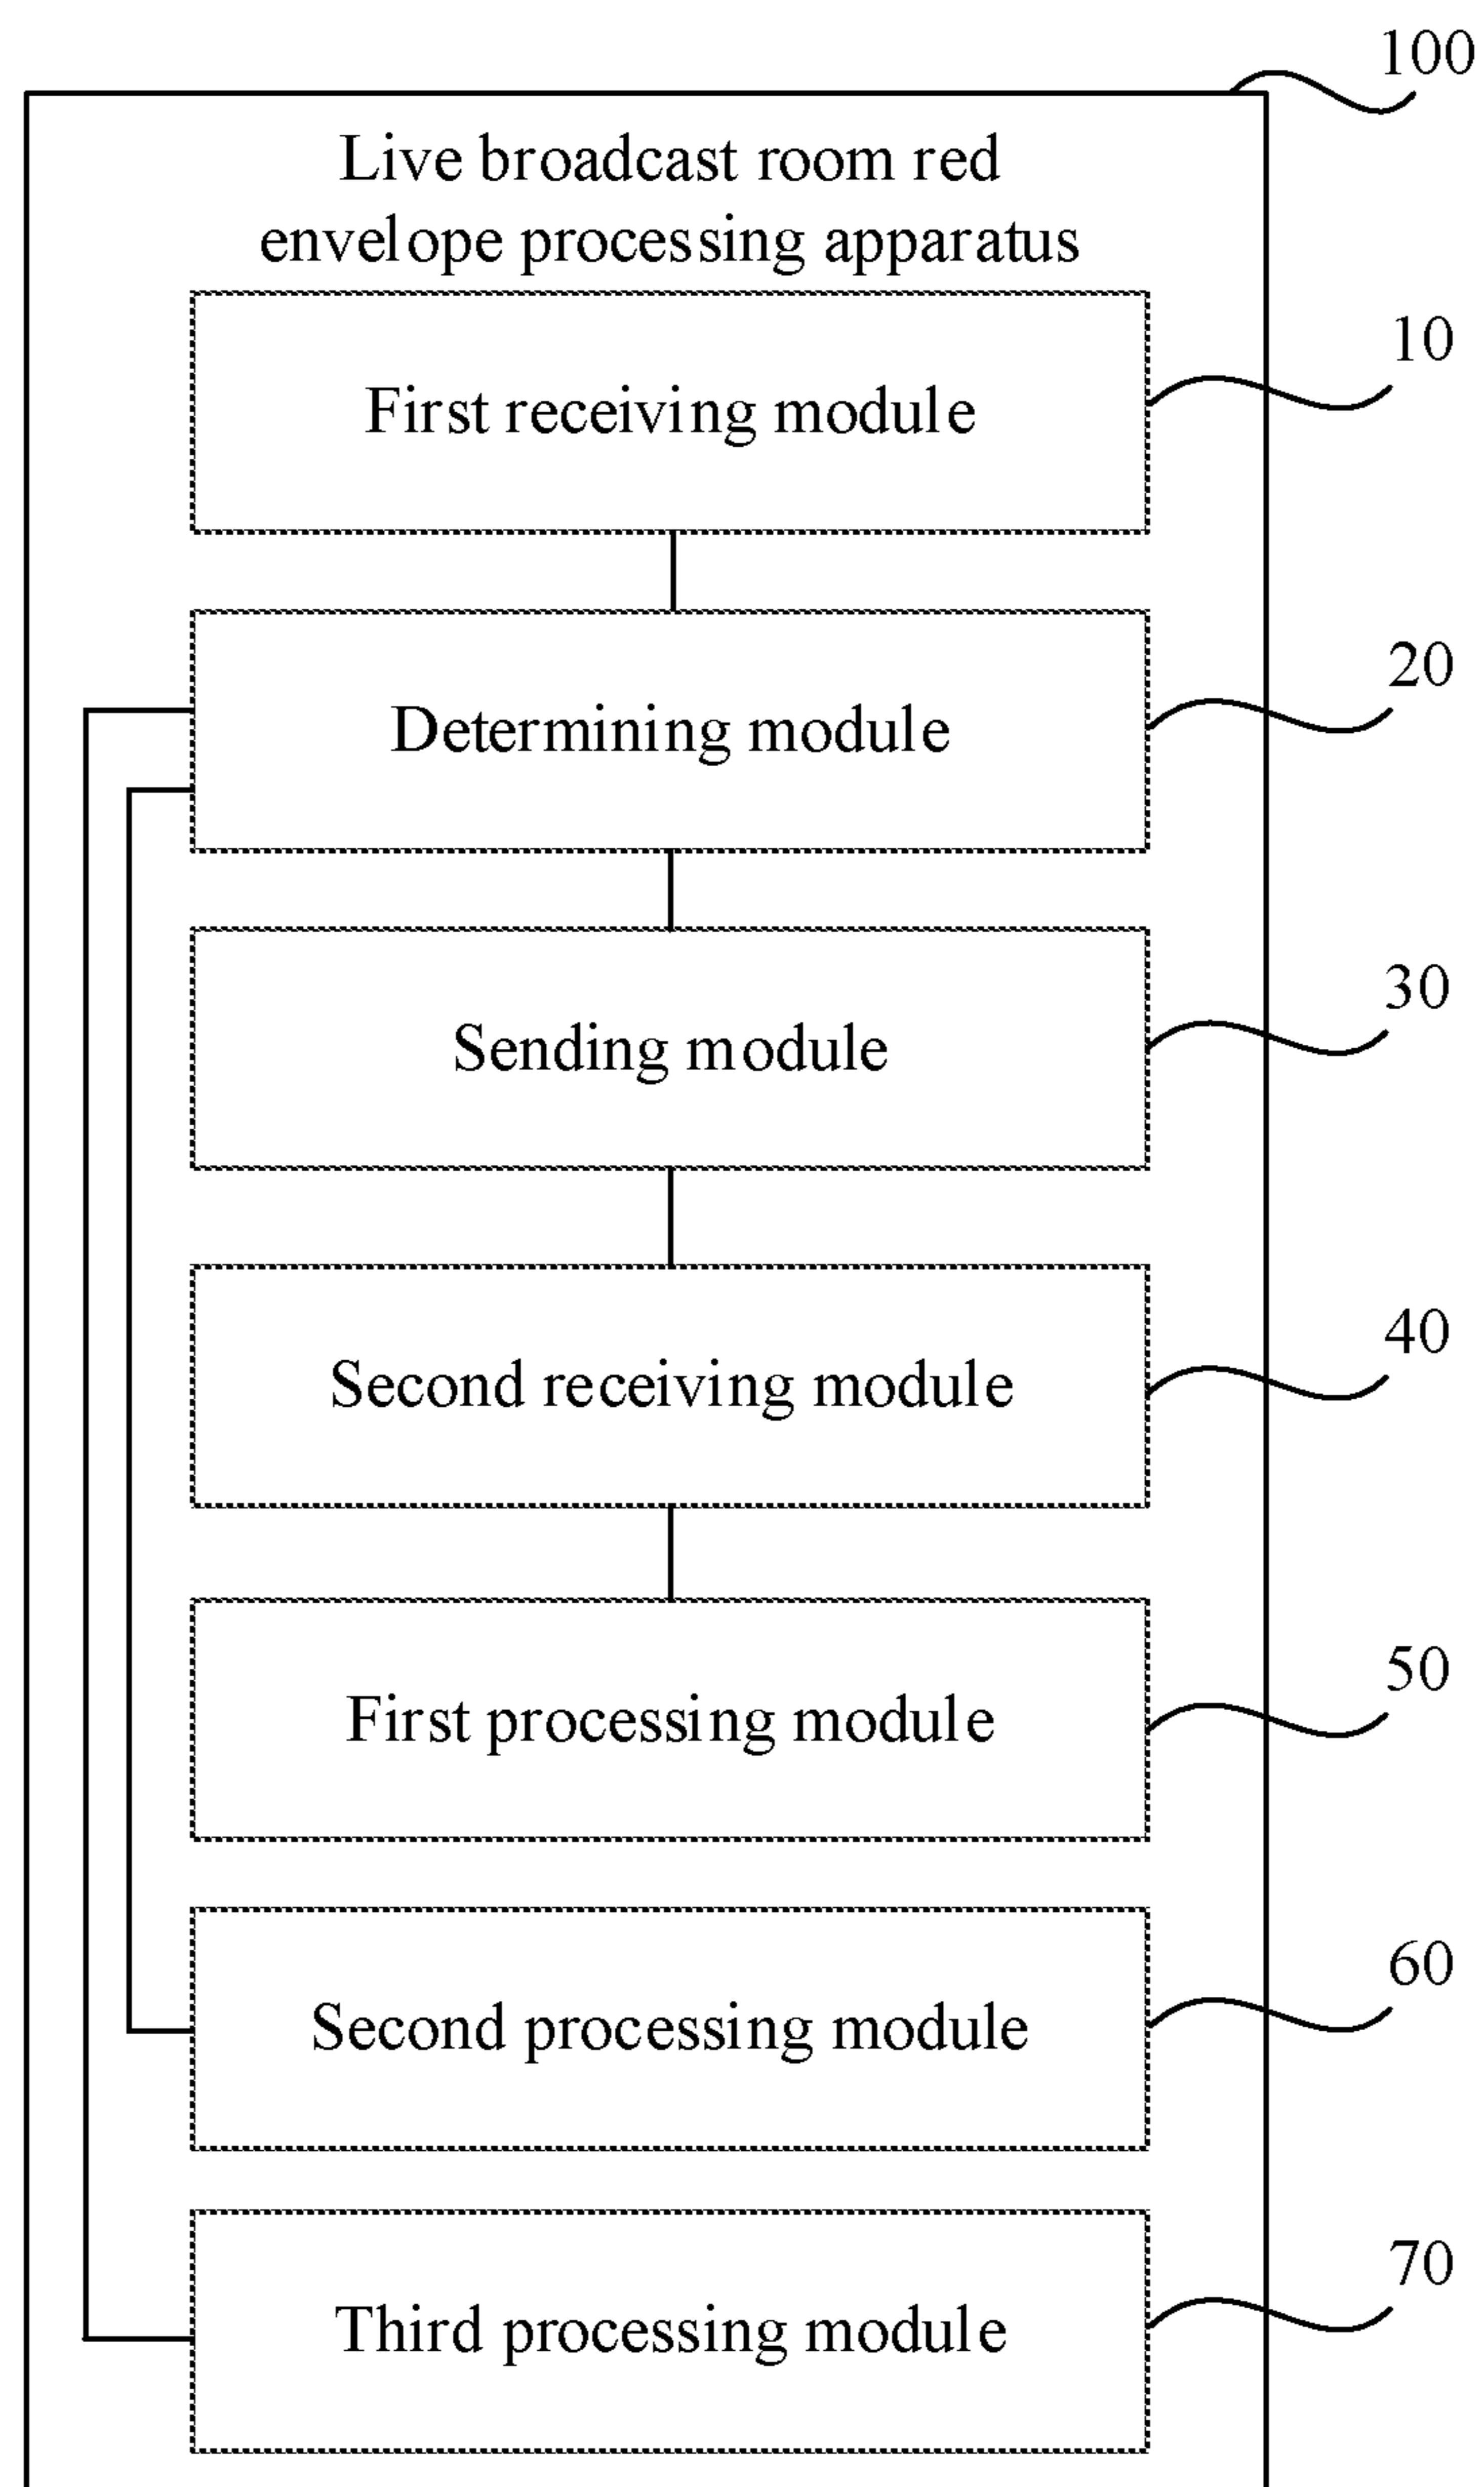 100
Live broadcast room red
envelope processing apparatus
10
First receiving module
20
Determining module
30
Sending module
40
Second receiving module
50
First processing module
60
Second processing module
70
Third processing module